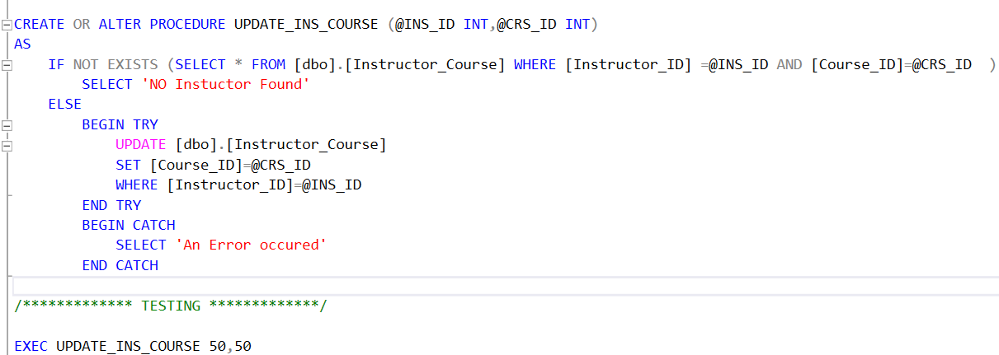 CREATE OR ALTER PROCEDURE UPDATE_INS_COURSE (@INS_ID INT,@CRS_ID INT)
AS
    IF NOT EXISTS (SELECT * FROM [dbo].[Instructor_Course] WHERE [Instructor_ID] =@INS_ID AND [Course_ID]=@CRS_ID  )
        SELECT 'NO Instuctor Found'
    ELSE
        BEGIN TRY
            UPDATE [dbo].[Instructor_Course]
            SET [Course_ID]=@CRS_ID
            WHERE [Instructor_ID]=@INS_ID
        END TRY
        BEGIN CATCH
            SELECT 'An Error occured'
        END CATCH
/************* TESTING *************/
EXEC UPDATE_INS_COURSE 50,50